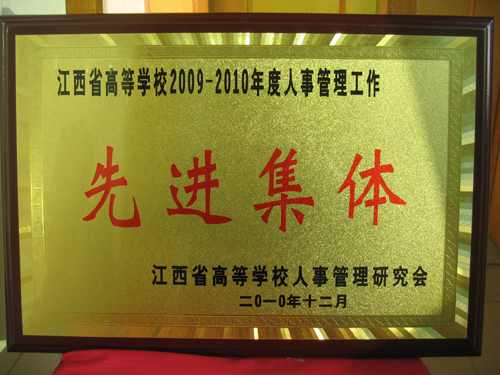 江西省高等学校2009-2010年度人事管理工作
先进集体
江西省高等学校人事管理研究会
二0一0年十二月